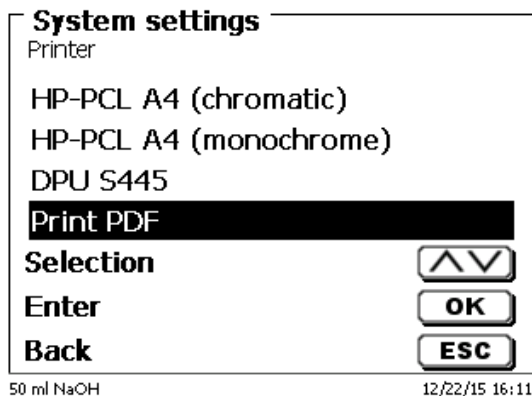 System settings
Printer
HP-PCL A4 (chromatic)
HP-PCL A4 (monochrome)
DPU S445
Print PDF
Selection
Enter OK
Back ESC
50 ml NaOH 12/22/15 16:11